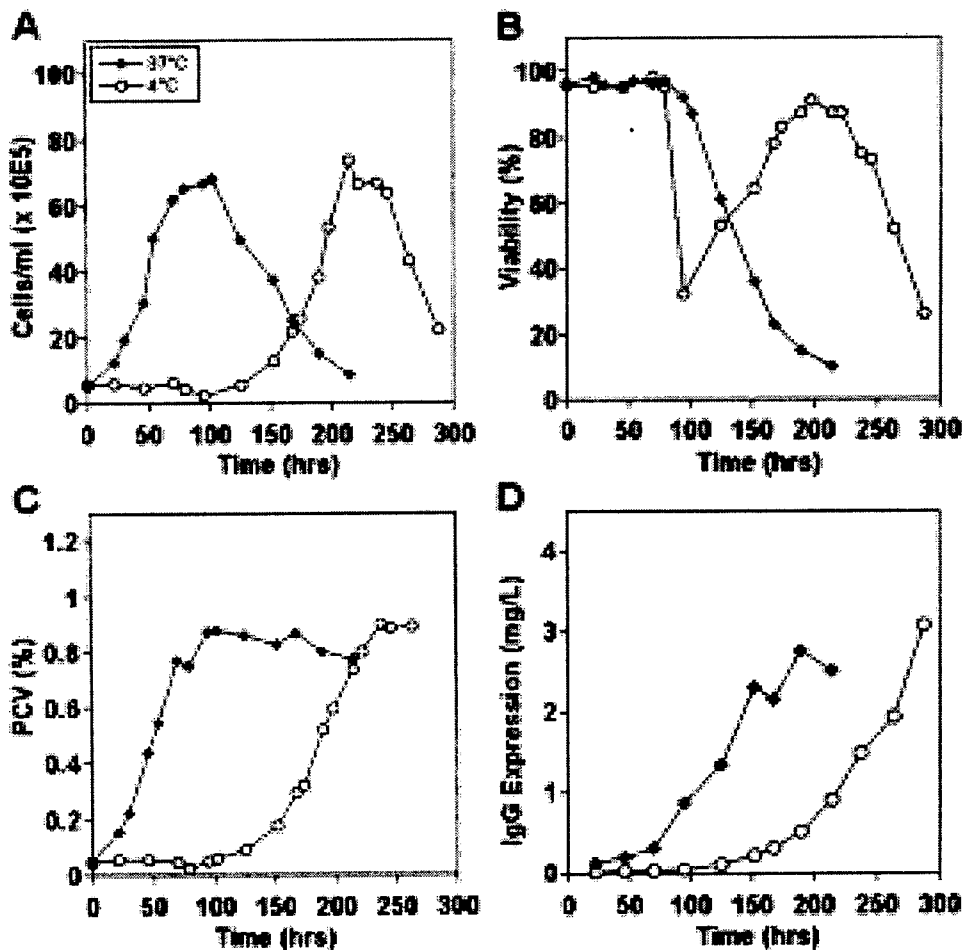 A
37°C
4°C
100
80
60
40
20
0
Cells/ml (x 10E5)
0 50 100 150 200 250 300
Time (hrs)
B
100
80
60
40
20
0
Viability (%)
0 50 100 150 200 250 300
Time (hrs)
C
1.2
1
0.8
0.6
0.4
0.2
0
PCV (%)
0 50 100 150 200 250 300
Time (hrs)
D
4
3
2
1
0
IgG Expression (mg/L)
0 50 100 150 200 250 300
Time (hrs)